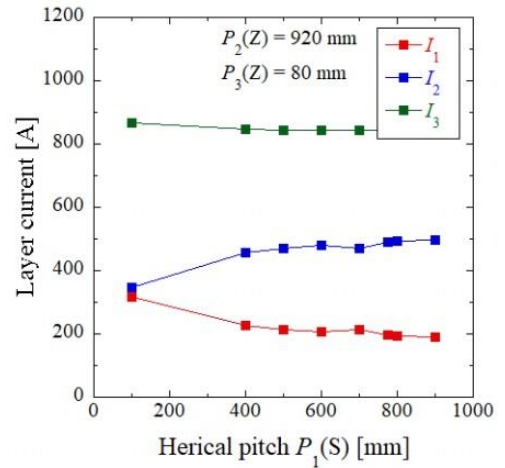 1200
1000
800
600
400
200
0
Layer current [A]
P₂(Z) = 920 mm
P₃(Z) = 80 mm
I₁
I₂
I₃
0 200 400 600 800 1000
Herical pitch P₁(S) [mm]